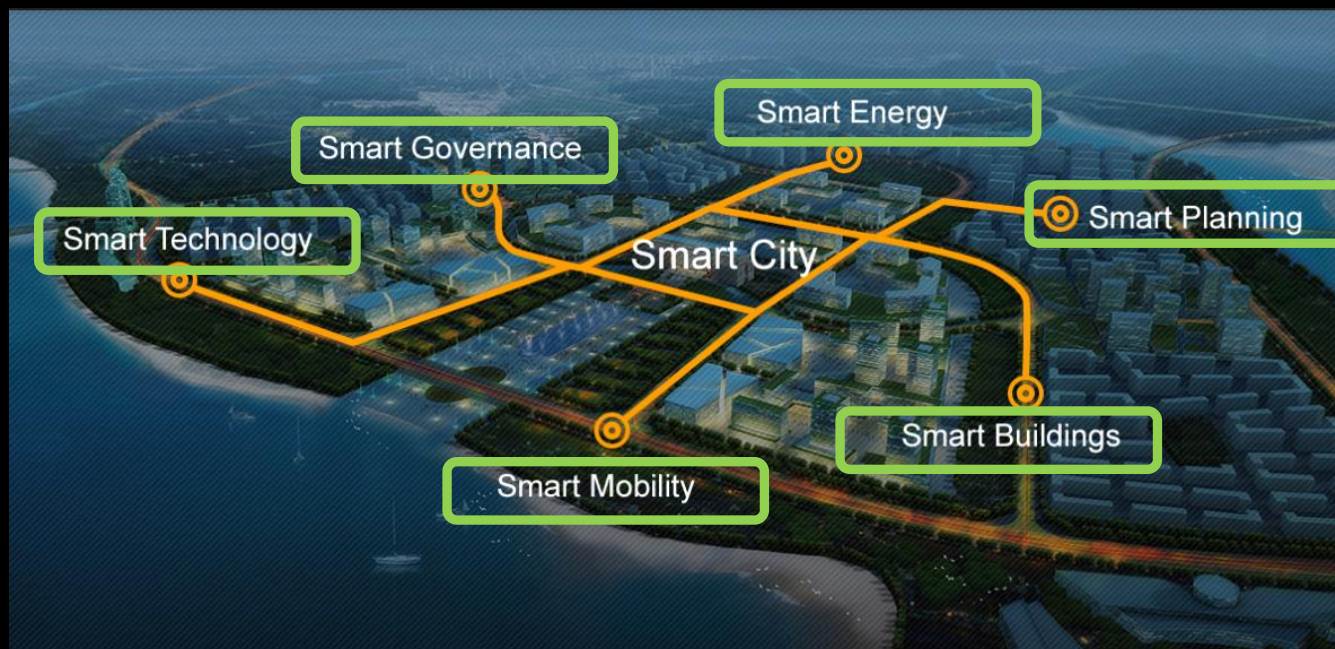 Smart Energy
Smart Governance
Smart Planning
Smart Technology
Smart City
Smart Buildings
Smart Mobility